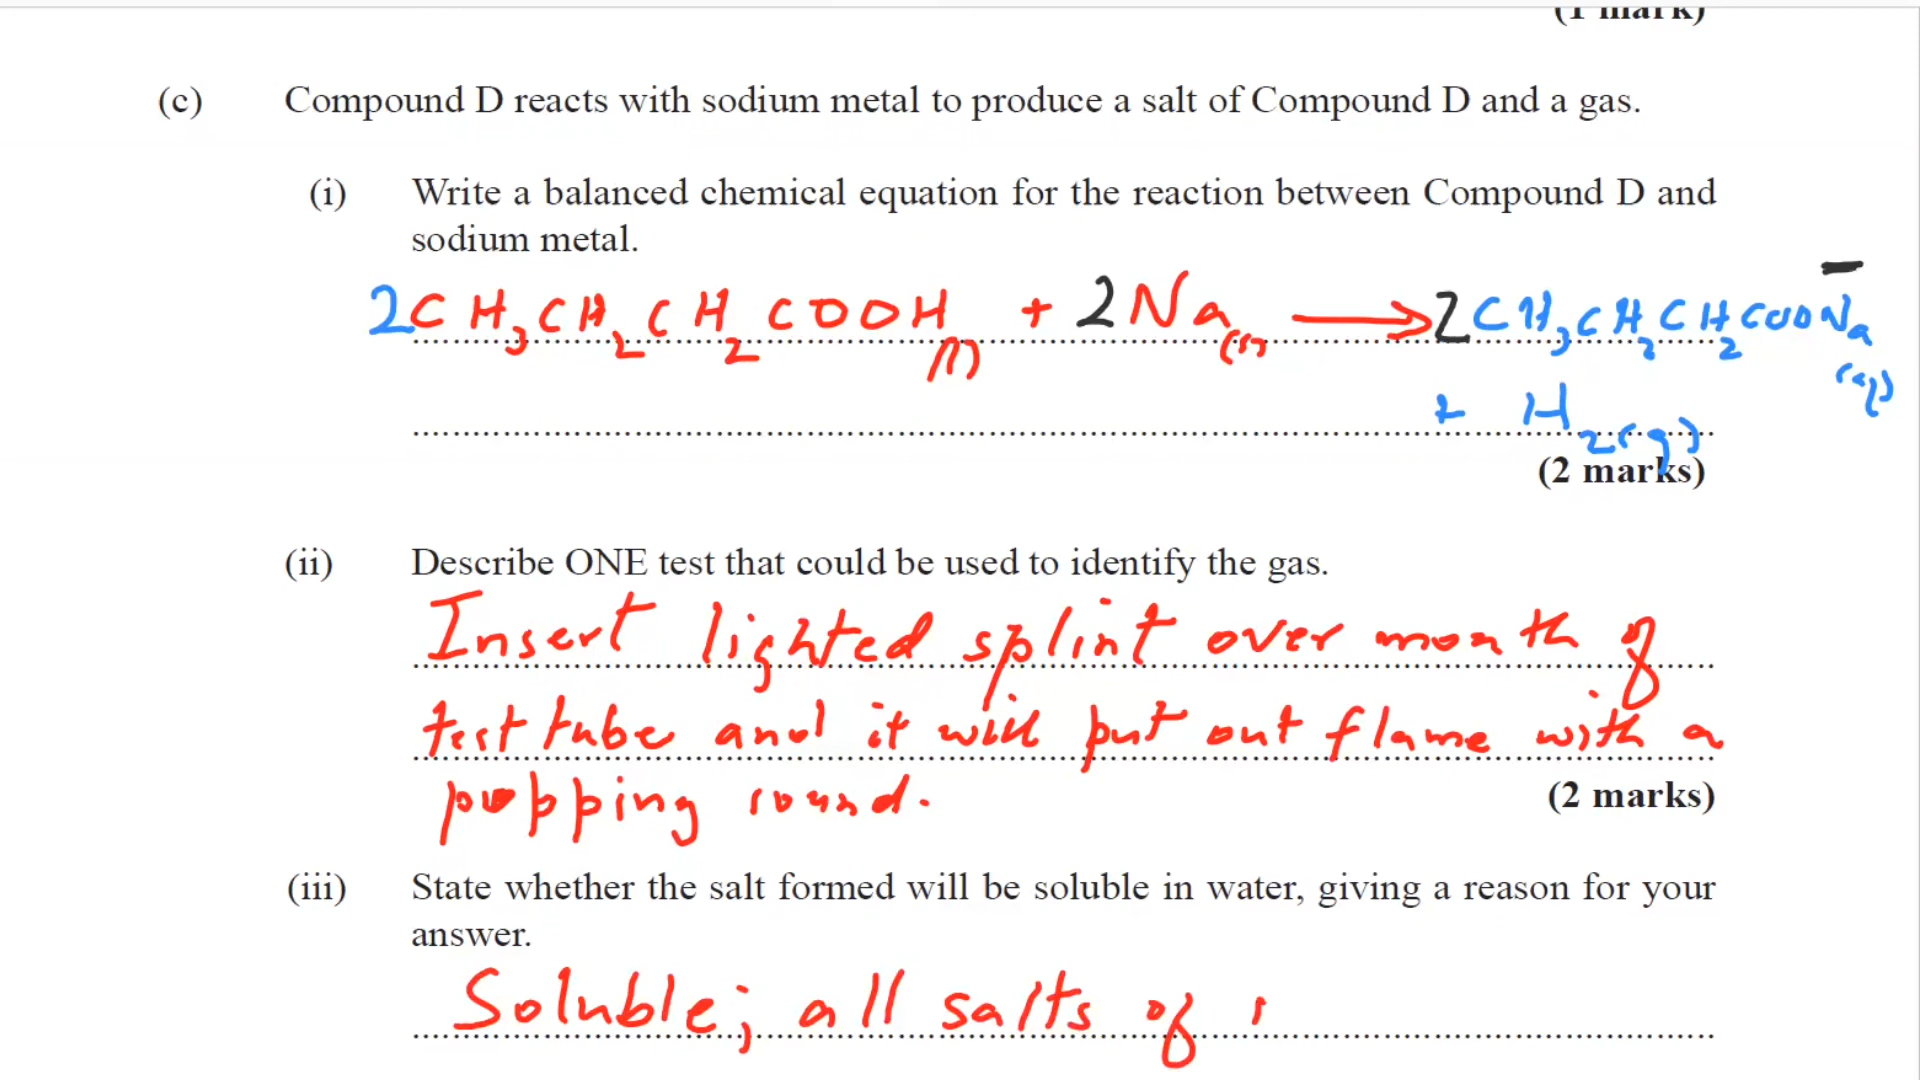 (1 mark)
(c) Compound D reacts with sodium metal to produce a salt of Compound D and a gas.
(i) Write a balanced chemical equation for the reaction between Compound D and
sodium metal.
2CH₃CH₂CH₂COOH(l) + 2Na(s) → 2CH₃CH₂CH₂COONa(aq)
+ H₂(g)
(2 marks)
(ii) Describe ONE test that could be used to identify the gas.
Insert lighted splint over mouth of
test tube and it will put out flame with a
popping sound.
(2 marks)
(iii) State whether the salt formed will be soluble in water, giving a reason for your
answer.
Soluble; all salts of